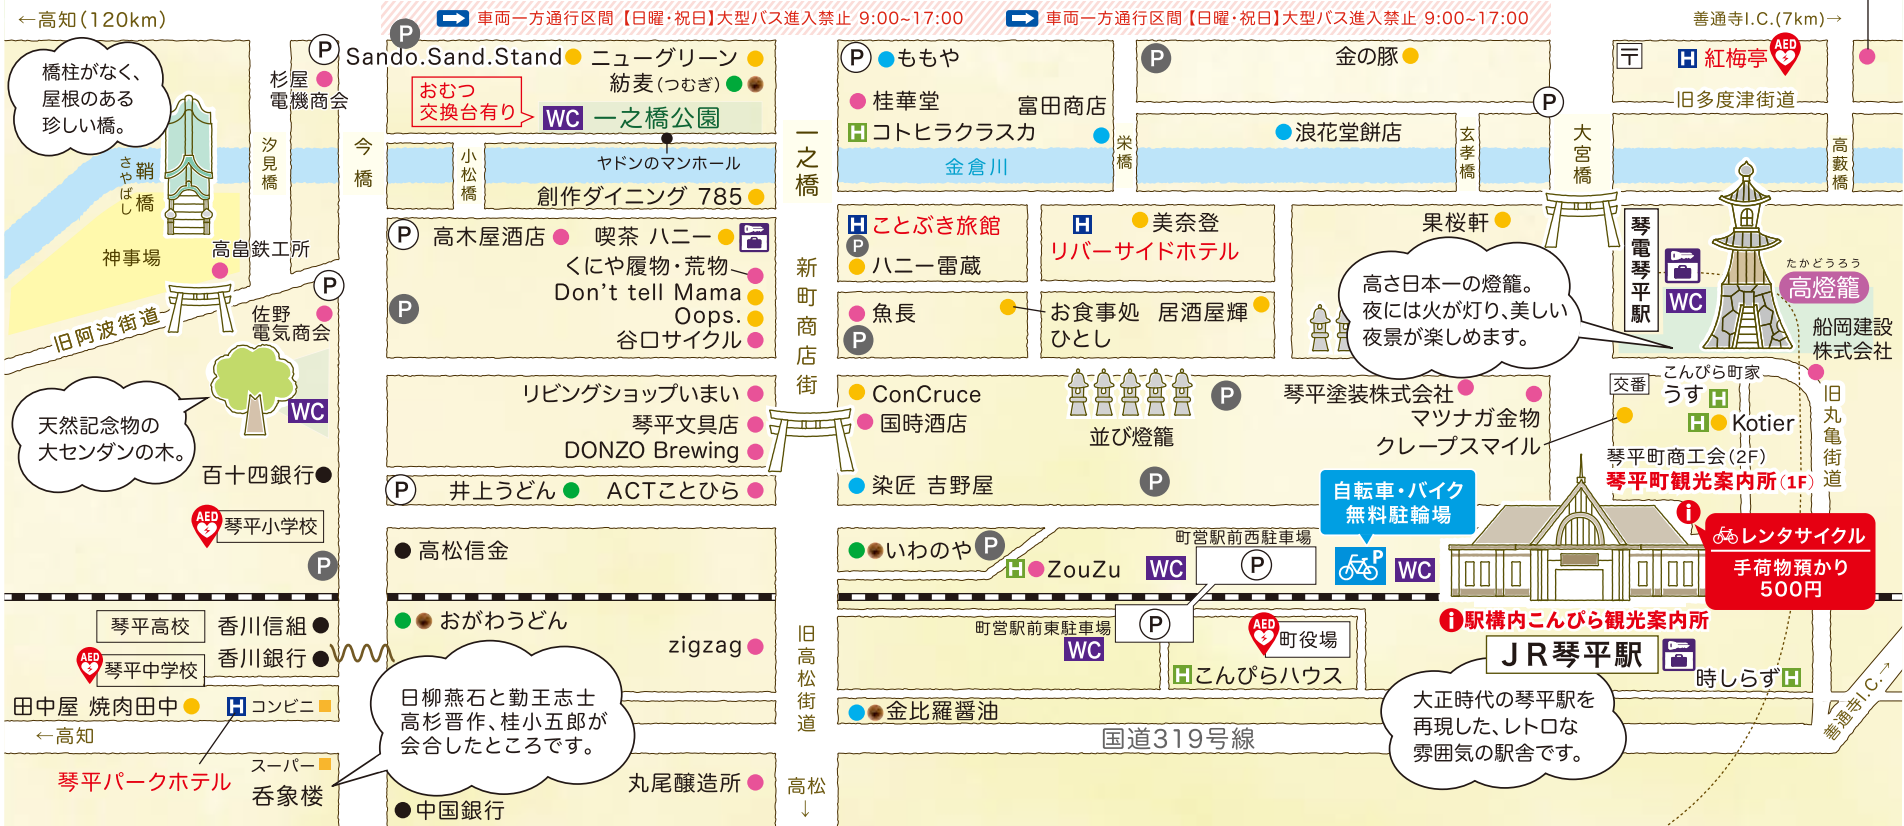 ←高知(120km)
車両一方通行区間【日曜・祝日】大型バス進入禁止 9:00~17:00
車両一方通行区間【日曜・祝日】大型バス進入禁止 9:00~17:00
善通寺I.C.(7km)→
橋柱がなく、
屋根のある
珍しい橋。
P
杉屋
電機商会
P
Sando.Sand.Stand
ニューグリーン
紡麦(つむぎ)
おむつ
交換台有り
WC
一之橋公園
ヤドンのマンホール
創作ダイニング 785
P
ももや
桂華堂
富田商店
H
コトヒラクラスカ
金倉川
P
金の豚
P
浪花堂餅店
〒
H
紅梅亭
AED
旧多度津街道
さやばし
鞘橋
汐見橋
今橋
小松橋
一之橋
栄橋
玄孝橋
大宮橋
高藪橋
神事場
高畠鉄工所
旧阿波街道
P
佐野
電気商会
WC
天然記念物の
大センダンの木。
百十四銀行
AED
琴平小学校
P
P
高木屋酒店
喫茶 ハニー
くにや履物・荒物
Don't tell Mama
Oops.
谷口サイクル
P
新町商店街
H
ことぶき旅館
P
ハニー雷蔵
H
美奈登
リバーサイドホテル
魚長
P
お食事処
ひとし
居酒屋輝
果桜軒
高さ日本一の燈籠。
夜には火が灯り、美しい
夜景が楽しめます。
琴電琴平駅
WC
たかどうろう
高燈籠
船岡建設
株式会社
リビングショップいまい
琴平文具店
DONZO Brewing
P
井上うどん
ACTことひら
ConCruce
国時酒店
染匠 吉野屋
並び燈籠
P
P
琴平塗装株式会社
マツナガ金物
クレープスマイル
交番
こんぴら町家
うす
H
H
Kotier
旧丸亀街道
琴平町商工会(2F)
琴平町観光案内所(1F)
自転車・バイク
無料駐輪場
P
WC
i
レンタサイクル
手荷物預かり
500円
高松信金
いわのや
P
H
ZouZu
WC
町営駅前西駐車場
P
町営駅前東駐車場
P
WC
AED
町役場
H
こんぴらハウス
i駅構内こんぴら観光案内所
JR琴平駅
時しらず
H
琴平高校
香川信組
香川銀行
AED
琴平中学校
田中屋 焼肉田中
H
コンビニ
←高知
琴平パークホテル
スーパー
呑象楼
おがわうどん
zigzag
日柳燕石と勤王志士
高杉晋作、桂小五郎が
会合したところです。
丸尾醸造所
中国銀行
旧高松街道
高松
↓
金比羅醤油
国道319号線
大正時代の琴平駅を
再現した、レトロな
雰囲気の駅舎です。
善通寺I.C.→